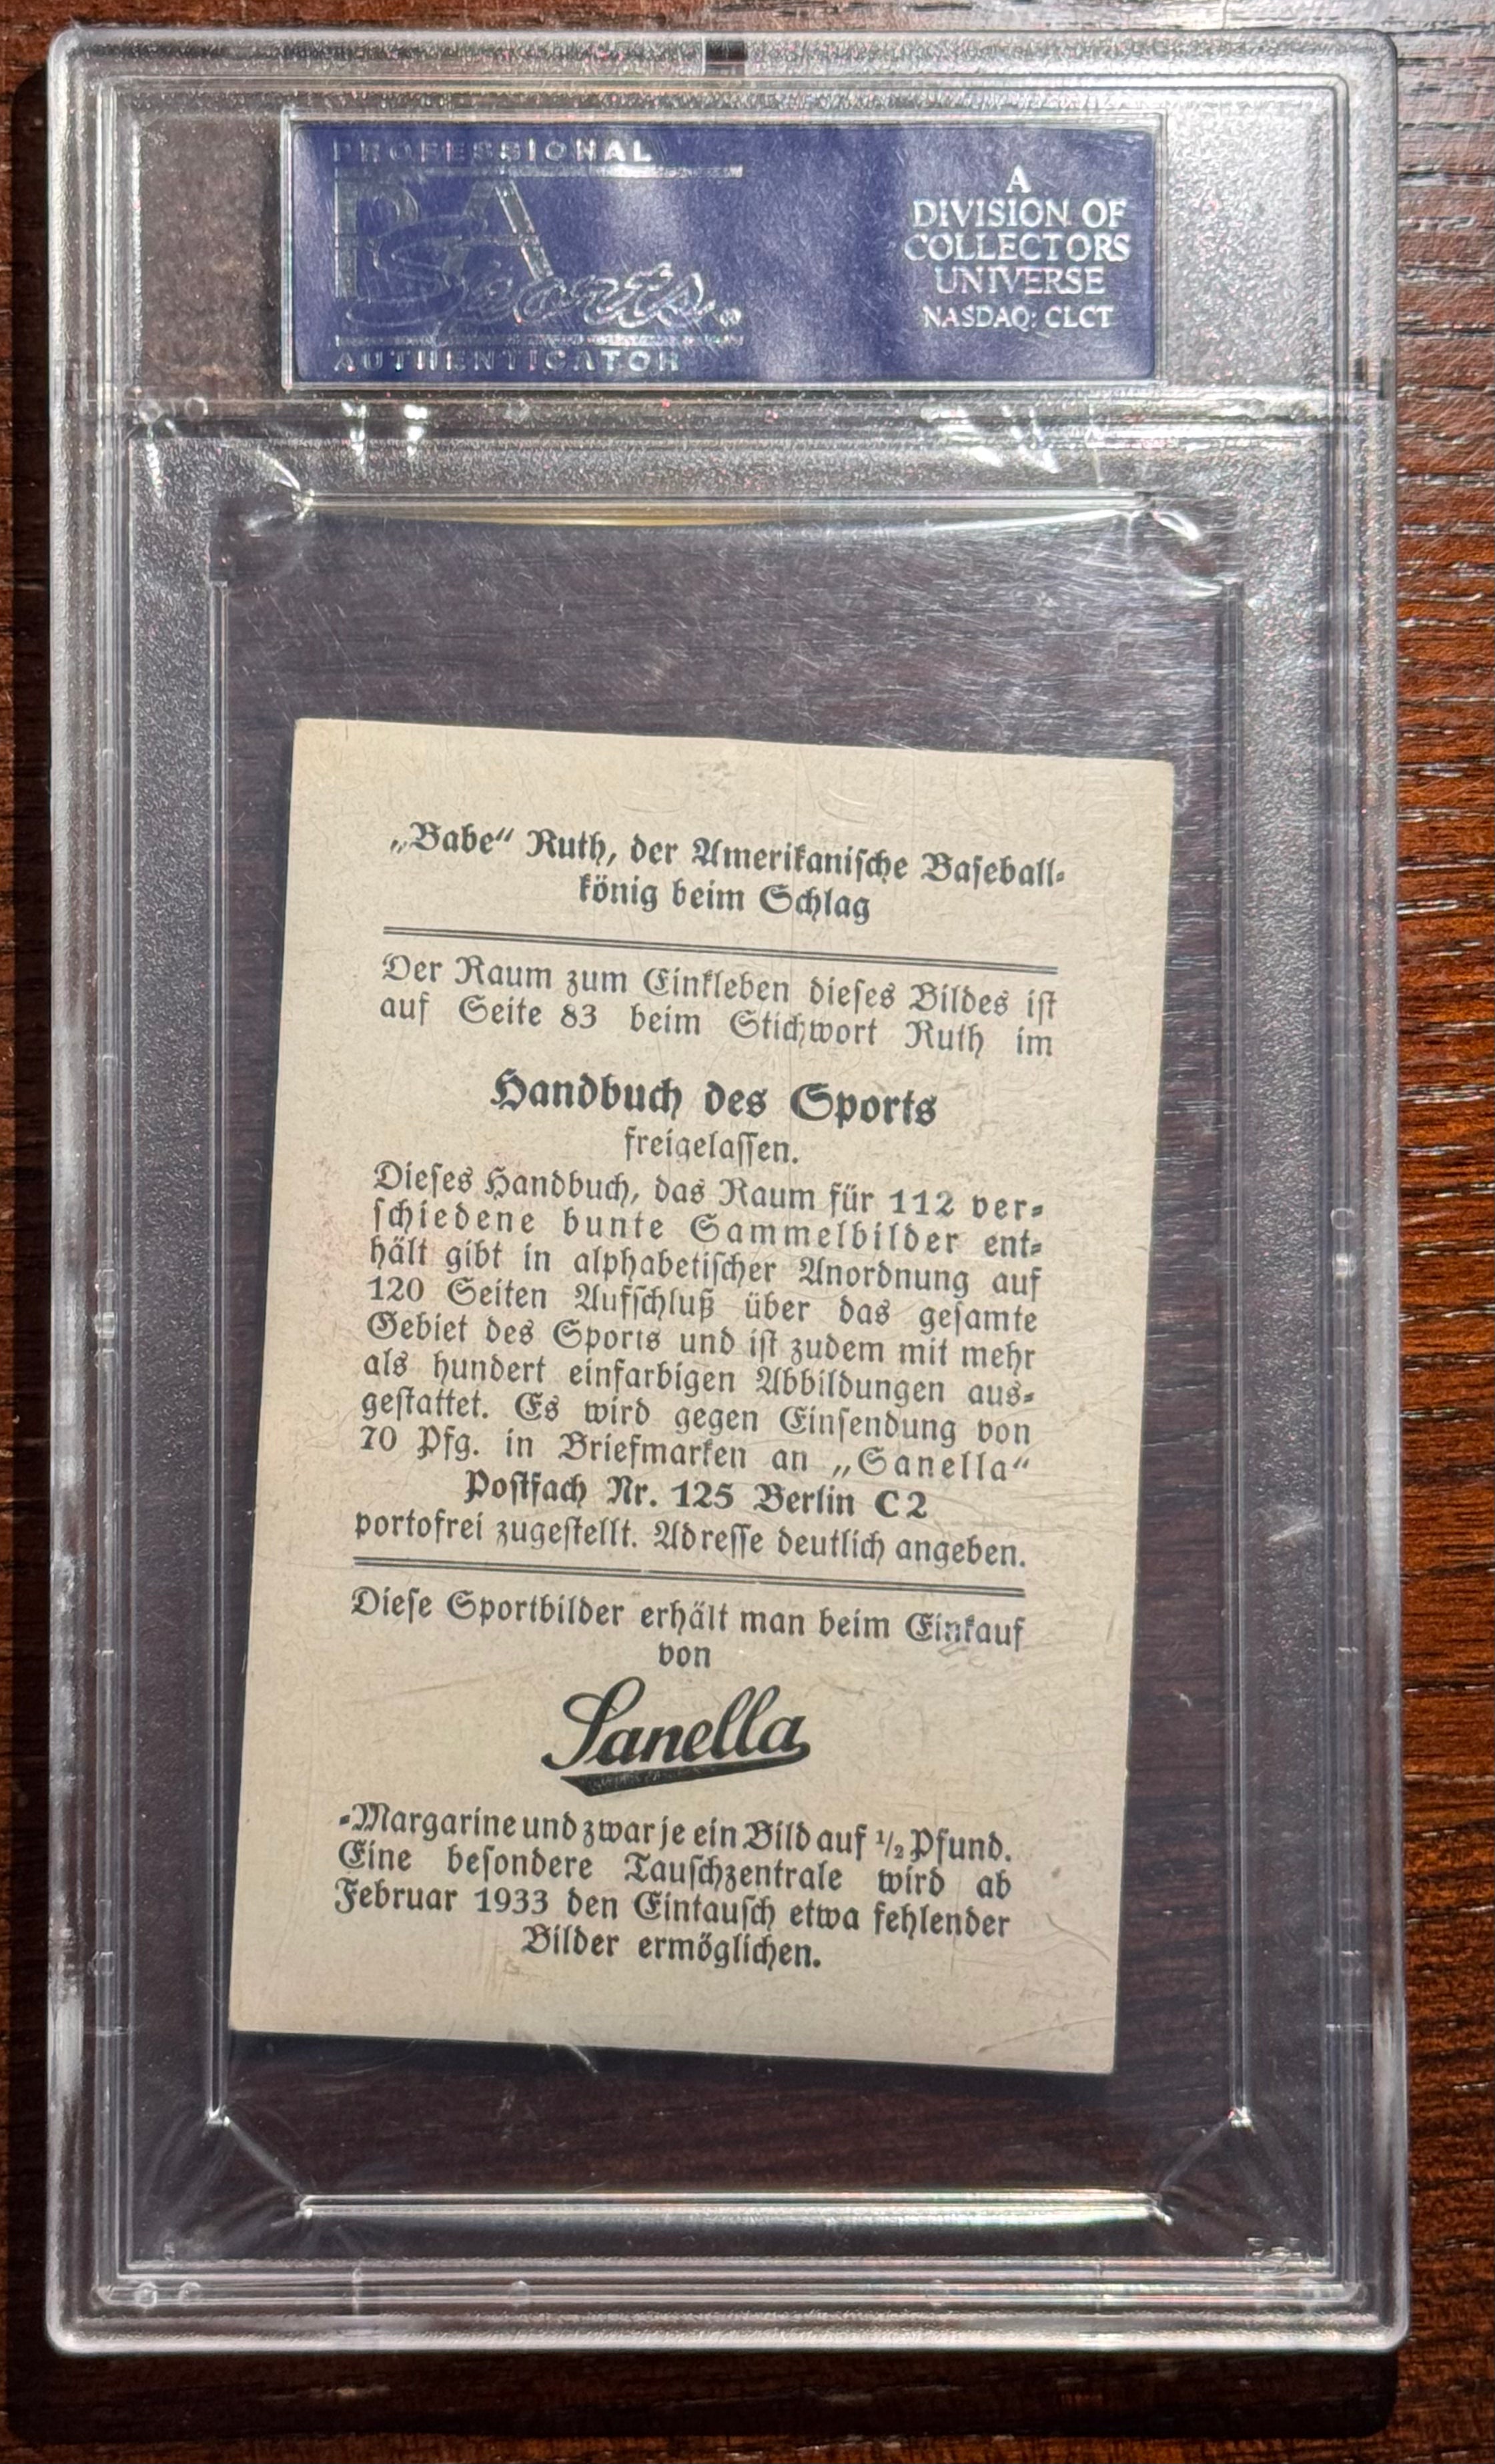 PROFESSIONAL
PSA
Sports®
AUTHENTICATOR
A
DIVISION OF
COLLECTORS
UNIVERSE
NASDAQ: CLCT
„Babe“ Ruth, der Amerikaniſche Baſeball-
könig beim Schlag
Der Raum zum Einkleben dieſes Bildes iſt
auf Seite 83 beim Stichwort Ruth im
Handbuch des Sports
freigelaſſen.
Dieſes Handbuch, das Raum für 112 ver-
ſchiedene bunte Sammelbilder ent-
hält gibt in alphabetiſcher Anordnung auf
120 Seiten Aufſchluß über das geſamte
Gebiet des Sports und iſt zudem mit mehr
als hundert einfarbigen Abbildungen aus-
geſtattet. Es wird gegen Einſendung von
70 Pfg. in Briefmarken an „Sanella“
Poſtfach Nr. 125 Berlin C 2
portofrei zugeſtellt. Adreſſe deutlich angeben.
Dieſe Sportbilder erhält man beim Einkauf
von
Sanella
-Margarine und zwar je ein Bild auf ½ Pfund.
Eine beſondere Tauſchzentrale wird ab
Februar 1933 den Eintauſch etwa fehlender
Bilder ermöglichen.